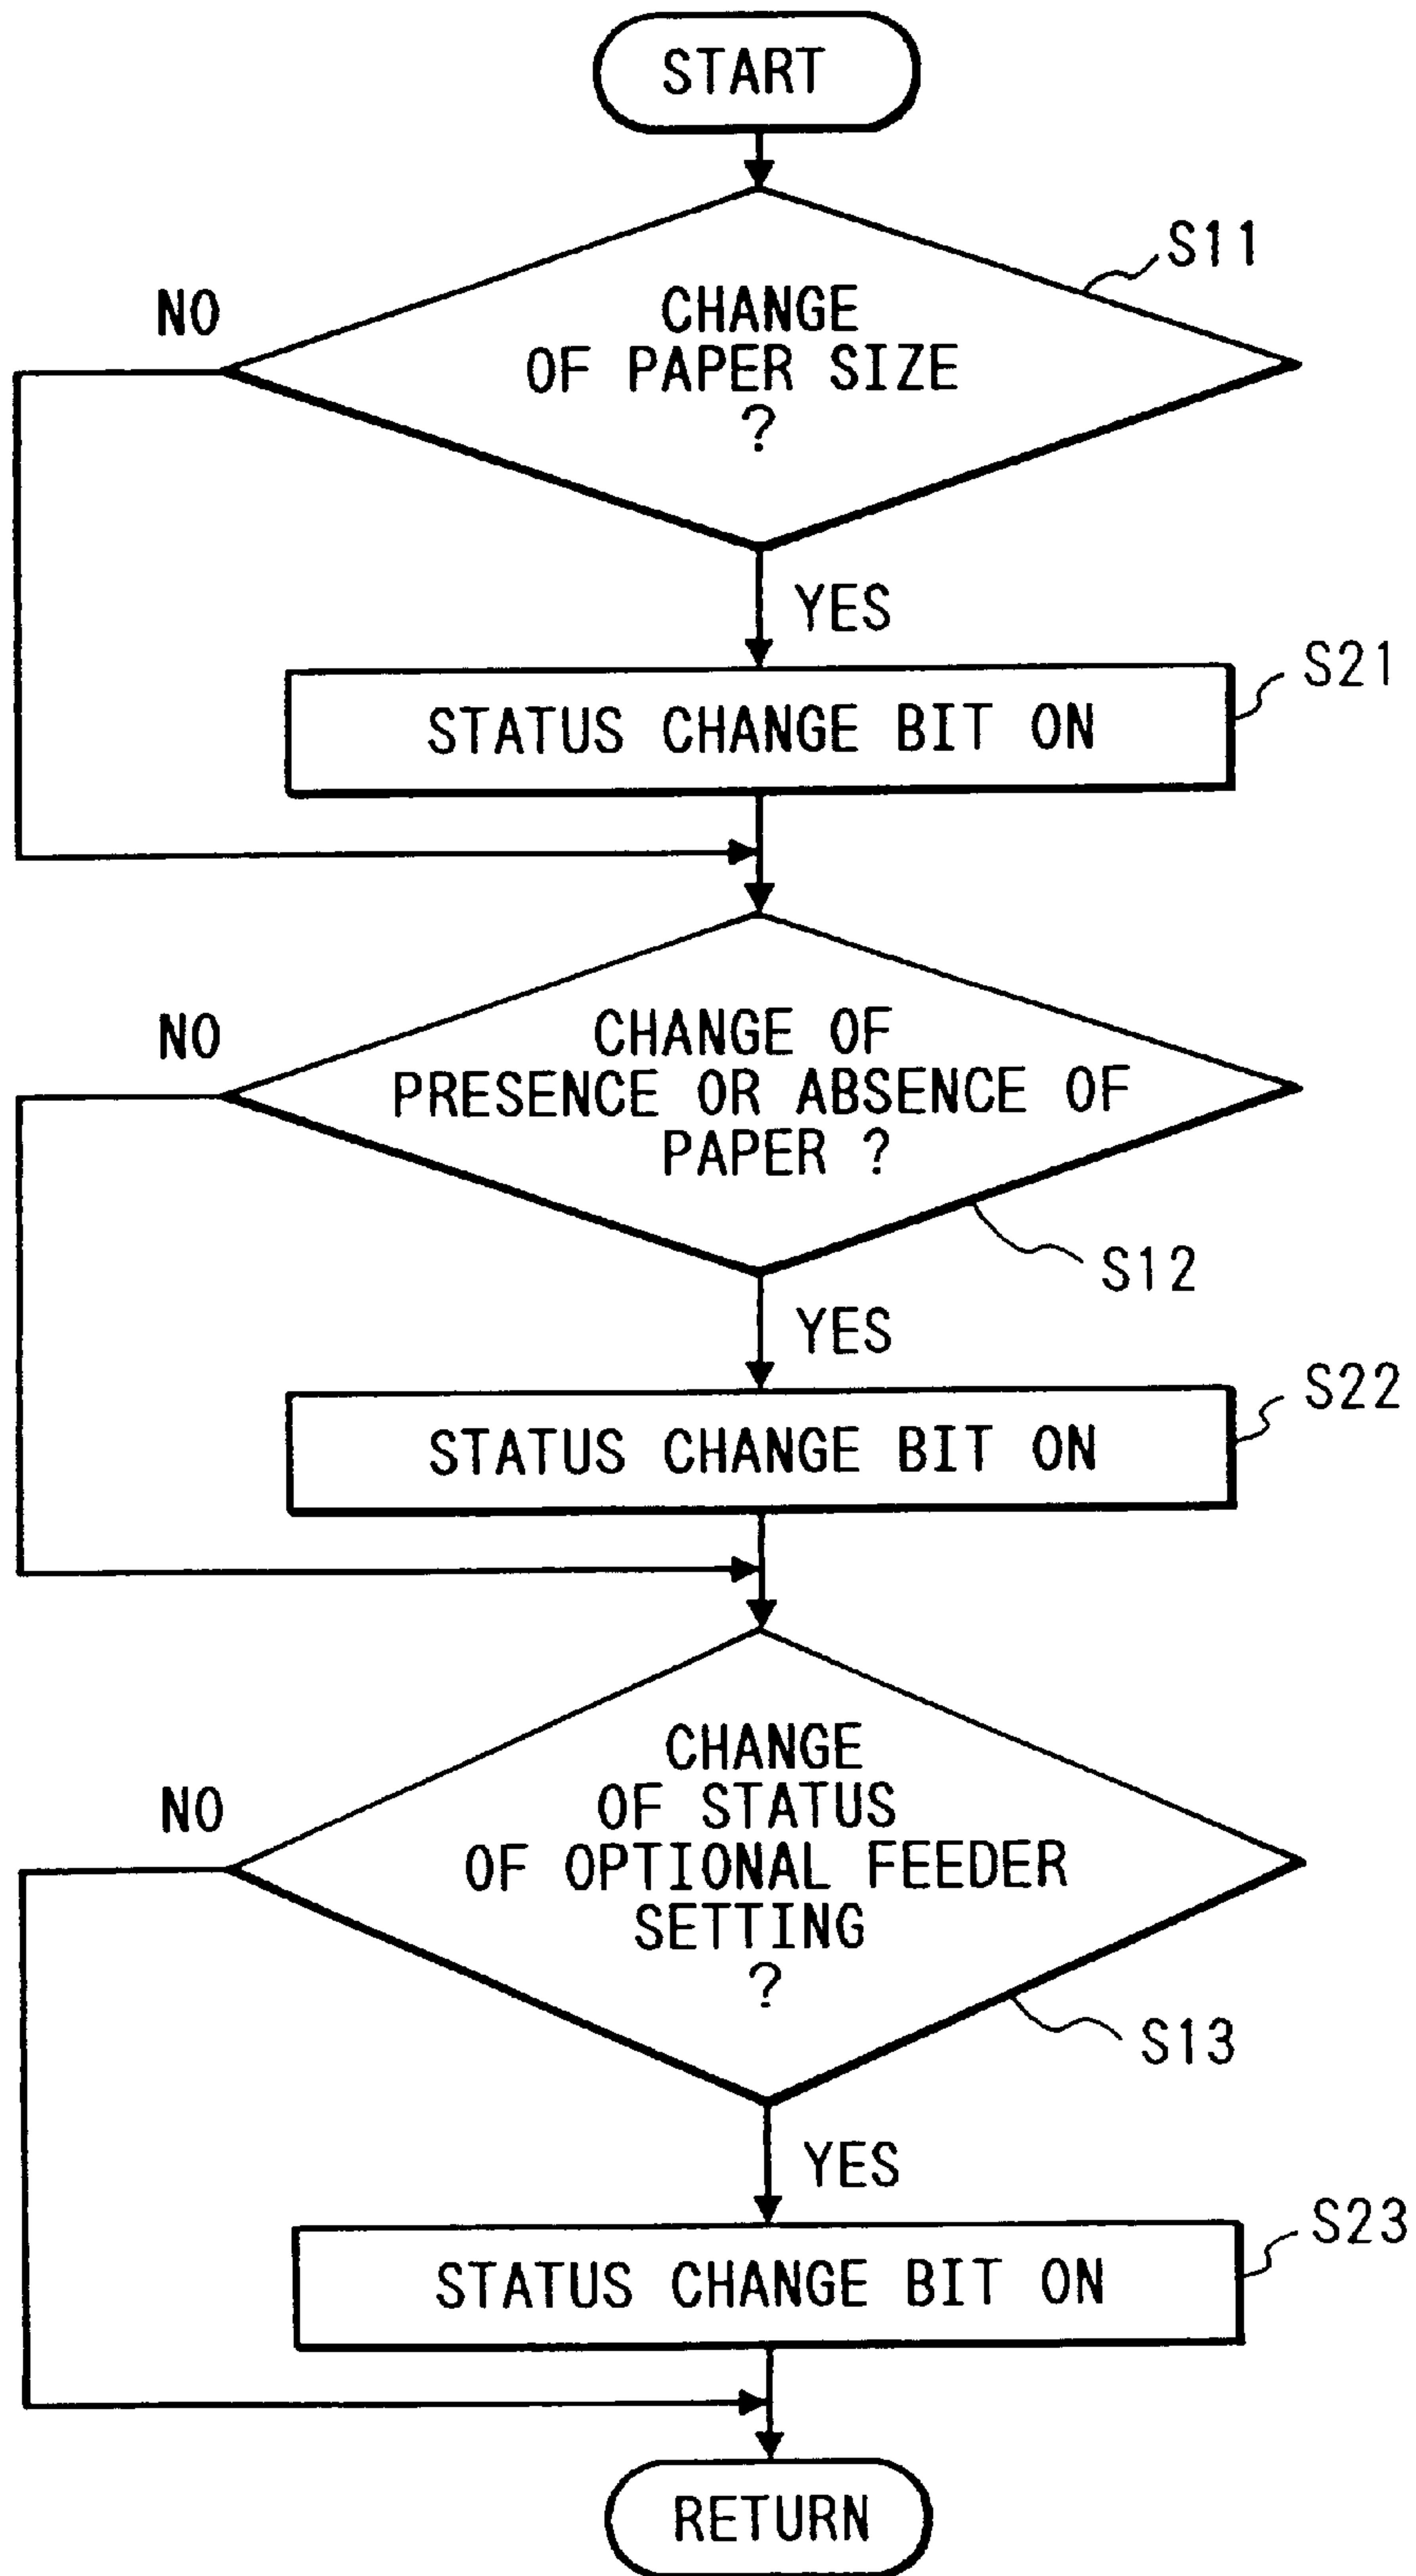 START
S11
NO
CHANGE
OF PAPER SIZE
?
YES
S21
STATUS CHANGE BIT ON
NO
CHANGE OF
PRESENCE OR ABSENCE OF
PAPER ?
S12
YES
S22
STATUS CHANGE BIT ON
NO
CHANGE
OF STATUS
OF OPTIONAL FEEDER
SETTING
?
S13
YES
S23
STATUS CHANGE BIT ON
RETURN